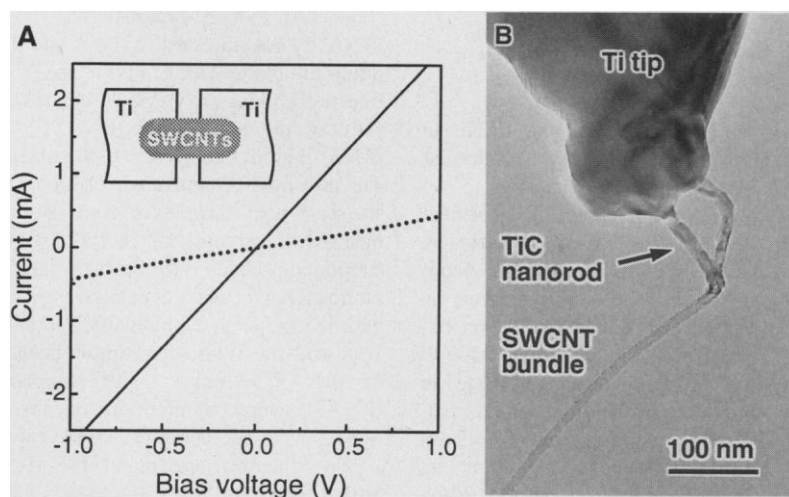 A
Ti
Ti
SWCNTs
2
1
0
-1
-2
Current (mA)
-1.0
-0.5
0.0
0.5
1.0
Bias voltage (V)
B
Ti tip
TiC
nanorod
SWCNT
bundle
100 nm